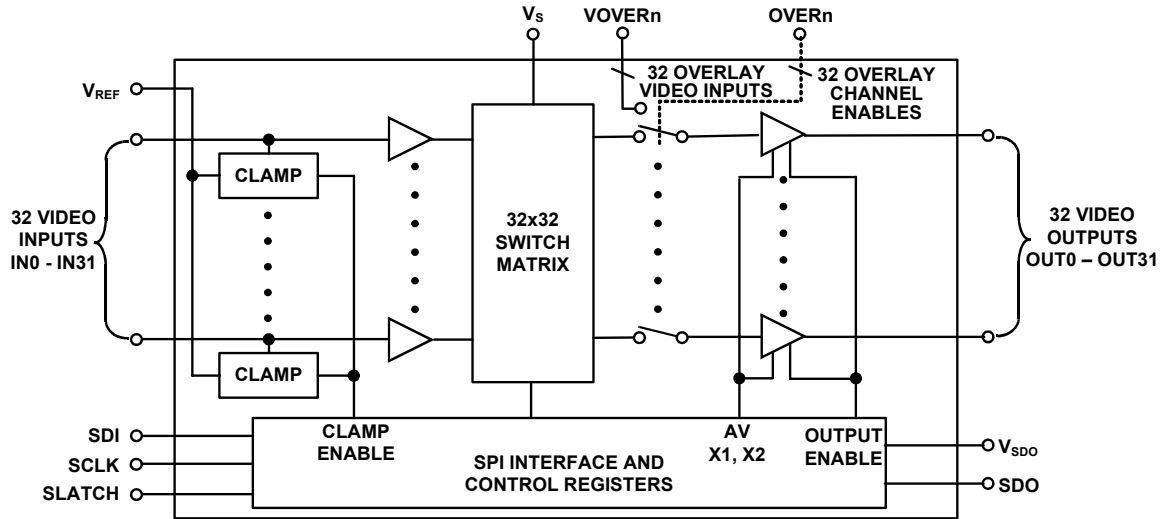 VS
VOVERn
OVERn
32 OVERLAY
VIDEO INPUTS
32 OVERLAY
CHANNEL
ENABLES
VREF
CLAMP
32 VIDEO
INPUTS
IN0 - IN31
32x32
SWITCH
MATRIX
32 VIDEO
OUTPUTS
OUT0 – OUT31
CLAMP
SDI
SCLK
SLATCH
CLAMP
ENABLE
SPI INTERFACE AND
CONTROL REGISTERS
AV
X1, X2
OUTPUT
ENABLE
VSDO
SDO